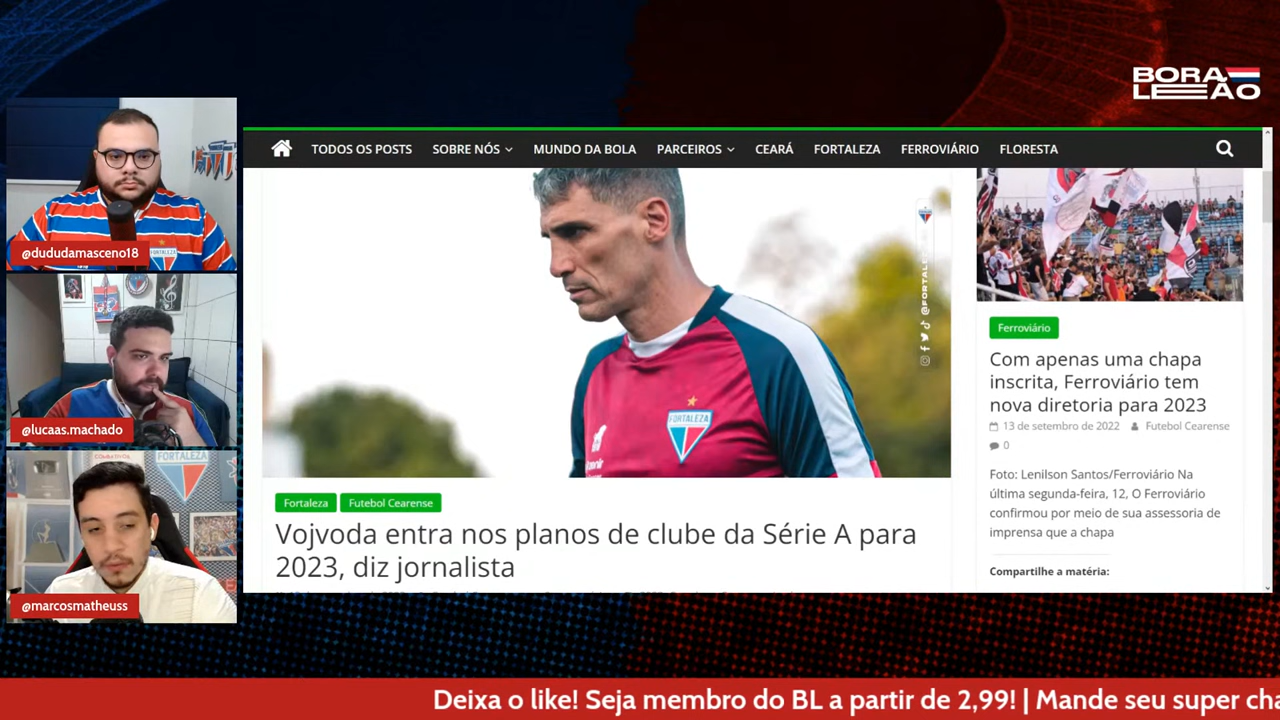 BORA
LEÃO
TODOS OS POSTS
SOBRE NÓS
MUNDO DA BOLA
PARCEIROS
CEARÁ
FORTALEZA
FERROVIÁRIO
FLORESTA
@dududamasceno18
FORTALEZA
@lucaas.machado
FORTALEZA
@marcosmatheuss
FORTALEZA
Fortaleza
Futebol Cearense
Vojvoda entra nos planos de clube da Série A para
2023, diz jornalista
Ferroviário
Com apenas uma chapa
inscrita, Ferroviário tem
nova diretoria para 2023
13 de setembro de 2022
Futebol Cearense
0
Foto: Lenilson Santos/Ferroviário Na
última segunda-feira, 12, O Ferroviário
confirmou por meio de sua assessoria de
imprensa que a chapa
Compartilhe a matéria:
Deixa o like! Seja membro do BL a partir de 2,99! | Mande seu super cha